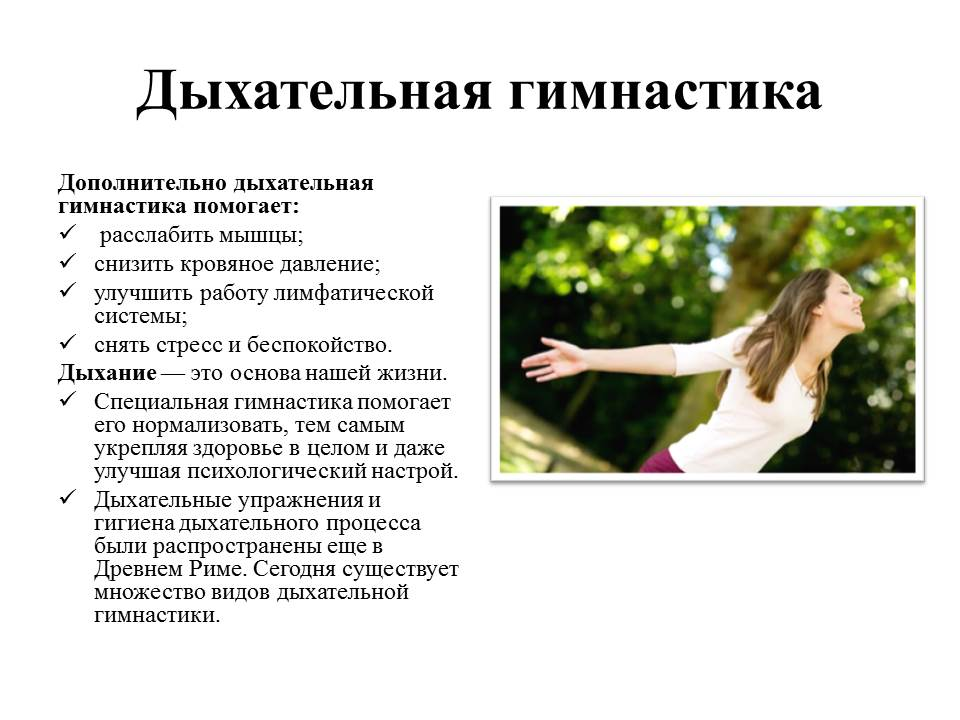 Дыхательная гимнастика
Дополнительно дыхательная
гимнастика помогает:
✓ расслабить мышцы;
✓ снизить кровяное давление;
✓ улучшить работу лимфатической
системы;
✓ снять стресс и беспокойство.
Дыхание — это основа нашей жизни.
✓ Специальная гимнастика помогает
его нормализовать, тем самым
укрепляя здоровье в целом и даже
улучшая психологический настрой.
✓ Дыхательные упражнения и
гигиена дыхательного процесса
были распространены еще в
Древнем Риме. Сегодня существует
множество видов дыхательной
гимнастики.